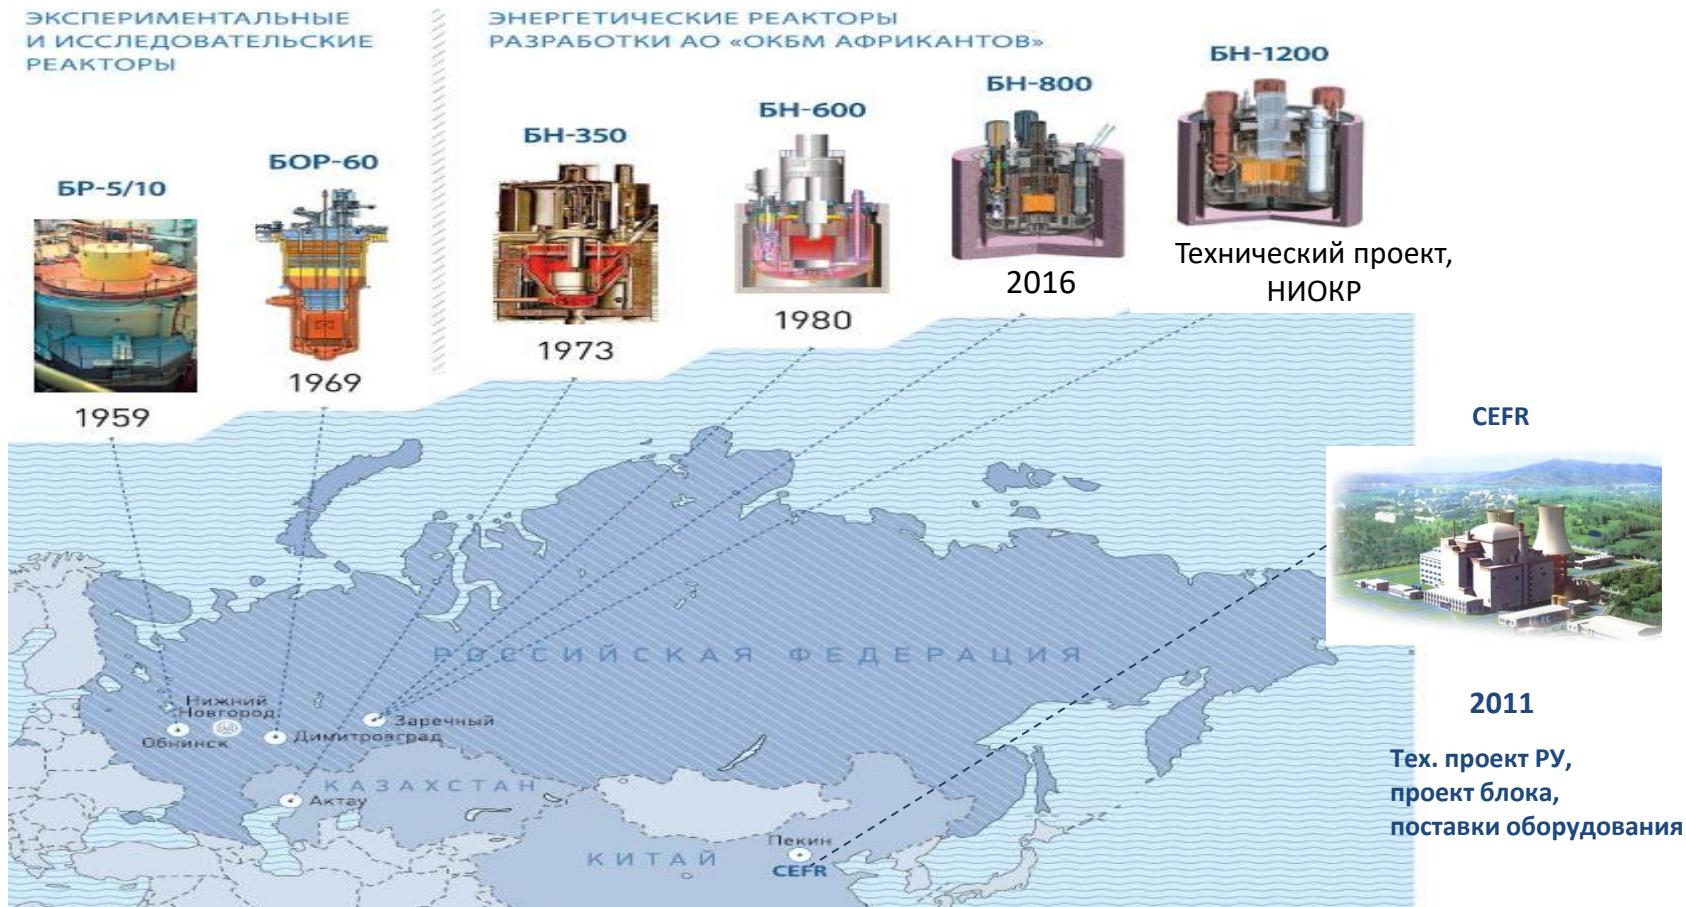 ЭКСПЕРИМЕНТАЛЬНЫЕ
И ИССЛЕДОВАТЕЛЬСКИЕ
РЕАКТОРЫ
ЭНЕРГЕТИЧЕСКИЕ РЕАКТОРЫ
РАЗРАБОТКИ АО «ОКБМ АФРИКАНТОВ»
БР-5/10
1959
БОР-60
1969
БН-350
1973
БН-600
1980
БН-800
2016
БН-1200
Технический проект,
НИОКР
CEFR
2011
Тех. проект РУ,
проект блока,
поставки оборудования
РОССИЙСКАЯ ФЕДЕРАЦИЯ
Нижний
Новгород
Обнинск
Димитровград
Заречный
КАЗАХСТАН
Актау
КИТАЙ
Пекин
CEFR